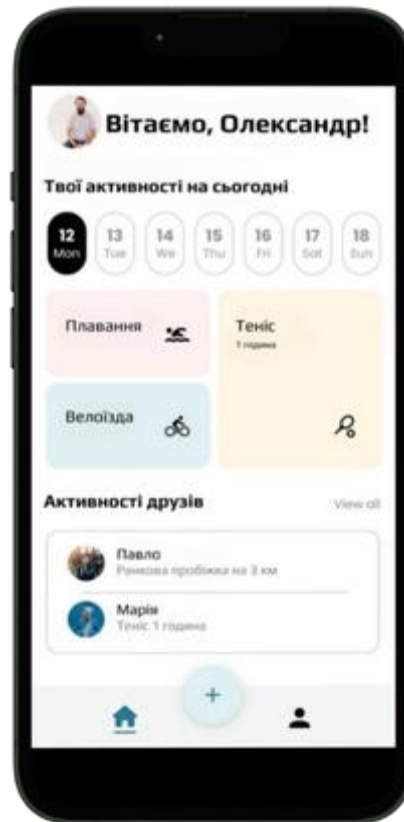 Вітаємо, Олександр!
Твої активності на сьогодні
12 13 14 15 16 17 18
Mon Tue We Thu Fri Sat Sun
Плавання
Теніс
1 година
Велоїзда
Активності друзів View all
Павло
Ранкова пробіжка на 3 км
Марія
Теніс 1 година
+